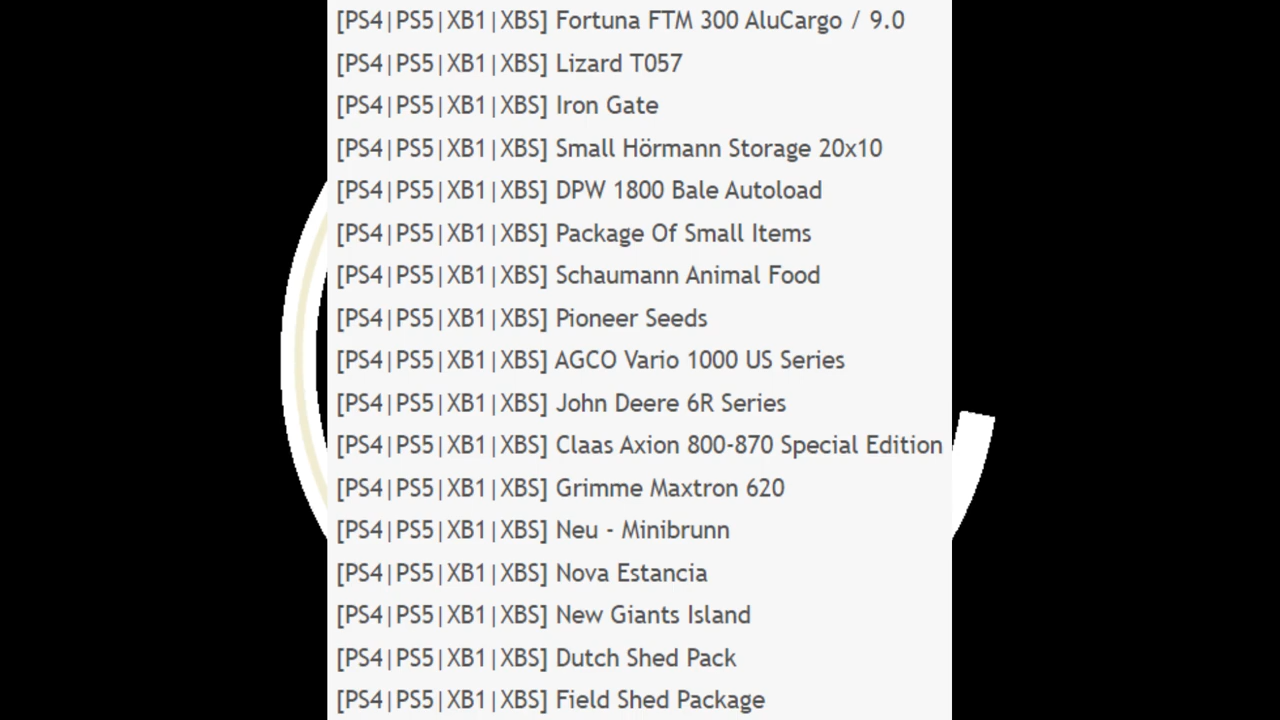 [PS4|PS5|XB1|XBS] Fortuna FTM 300 AluCargo / 9.0
[PS4|PS5|XB1|XBS] Lizard T057
[PS4|PS5|XB1|XBS] Iron Gate
[PS4|PS5|XB1|XBS] Small Hörmann Storage 20x10
[PS4|PS5|XB1|XBS] DPW 1800 Bale Autoload
[PS4|PS5|XB1|XBS] Package Of Small Items
[PS4|PS5|XB1|XBS] Schaumann Animal Food
[PS4|PS5|XB1|XBS] Pioneer Seeds
[PS4|PS5|XB1|XBS] AGCO Vario 1000 US Series
[PS4|PS5|XB1|XBS] John Deere 6R Series
[PS4|PS5|XB1|XBS] Claas Axion 800-870 Special Edition
[PS4|PS5|XB1|XBS] Grimme Maxtron 620
[PS4|PS5|XB1|XBS] Neu - Minibrunn
[PS4|PS5|XB1|XBS] Nova Estancia
[PS4|PS5|XB1|XBS] New Giants Island
[PS4|PS5|XB1|XBS] Dutch Shed Pack
[PS4|PS5|XB1|XBS] Field Shed Package